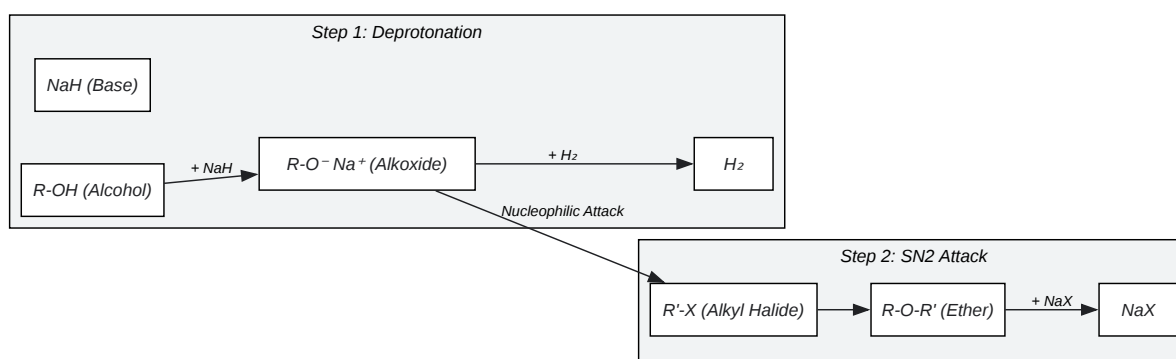 Step 1: Deprotonation
NaH (Base)
R-OH (Alcohol)
+ NaH
R-O⁻ Na⁺ (Alkoxide)
+ H₂
H₂
Nucleophilic Attack
Step 2: SN2 Attack
R'-X (Alkyl Halide)
R-O-R' (Ether)
+ NaX
NaX